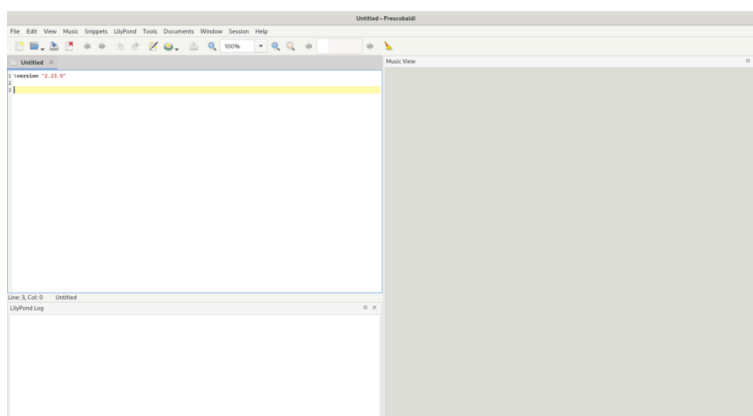 Untitled – Frescobaldi
File Edit View Music Snippets LilyPond Tools Documents Window Session Help
100%
Untitled
Music View
1 \version "2.23.0"
2
3
Line: 3, Col: 0 Untitled
LilyPond Log